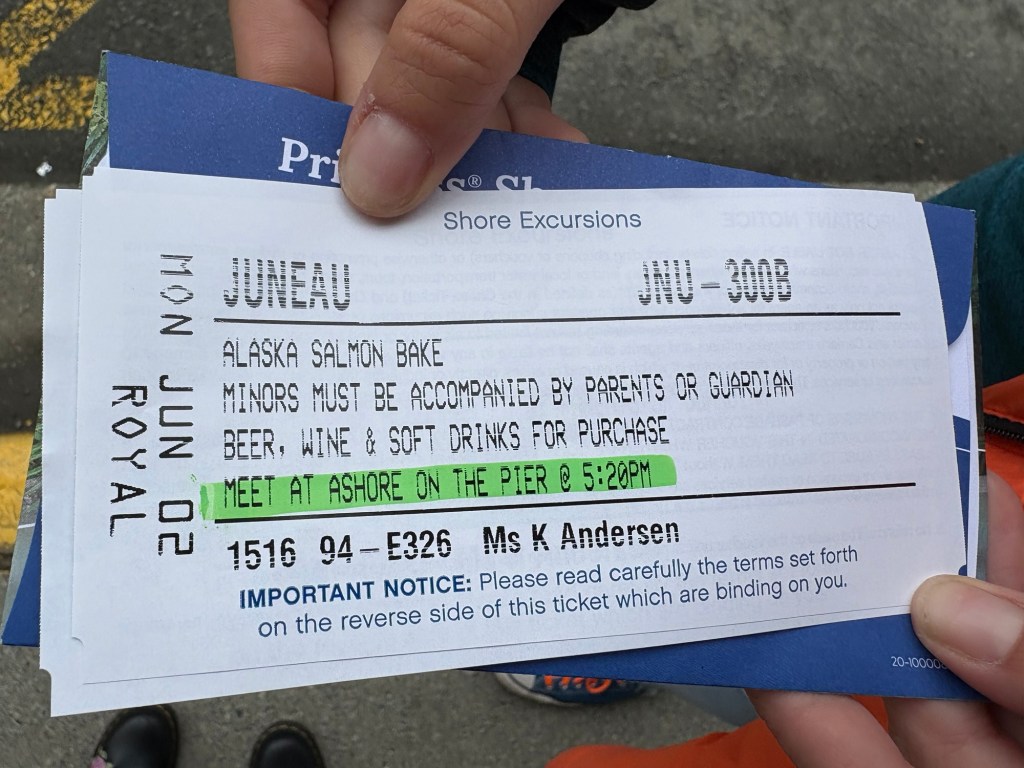 Shore Excursions
JUNEAU JNU-300B
ALASKA SALMON BAKE
MINORS MUST BE ACCOMPANIED BY PARENTS OR GUARDIAN
BEER, WINE & SOFT DRINKS FOR PURCHASE
MEET AT ASHORE ON THE PIER @ 5:20PM
1516 94-E326 Ms K Andersen
IMPORTANT NOTICE: Please read carefully the terms set forth
on the reverse side of this ticket which are binding on you.
MON JUN 02
ROYAL